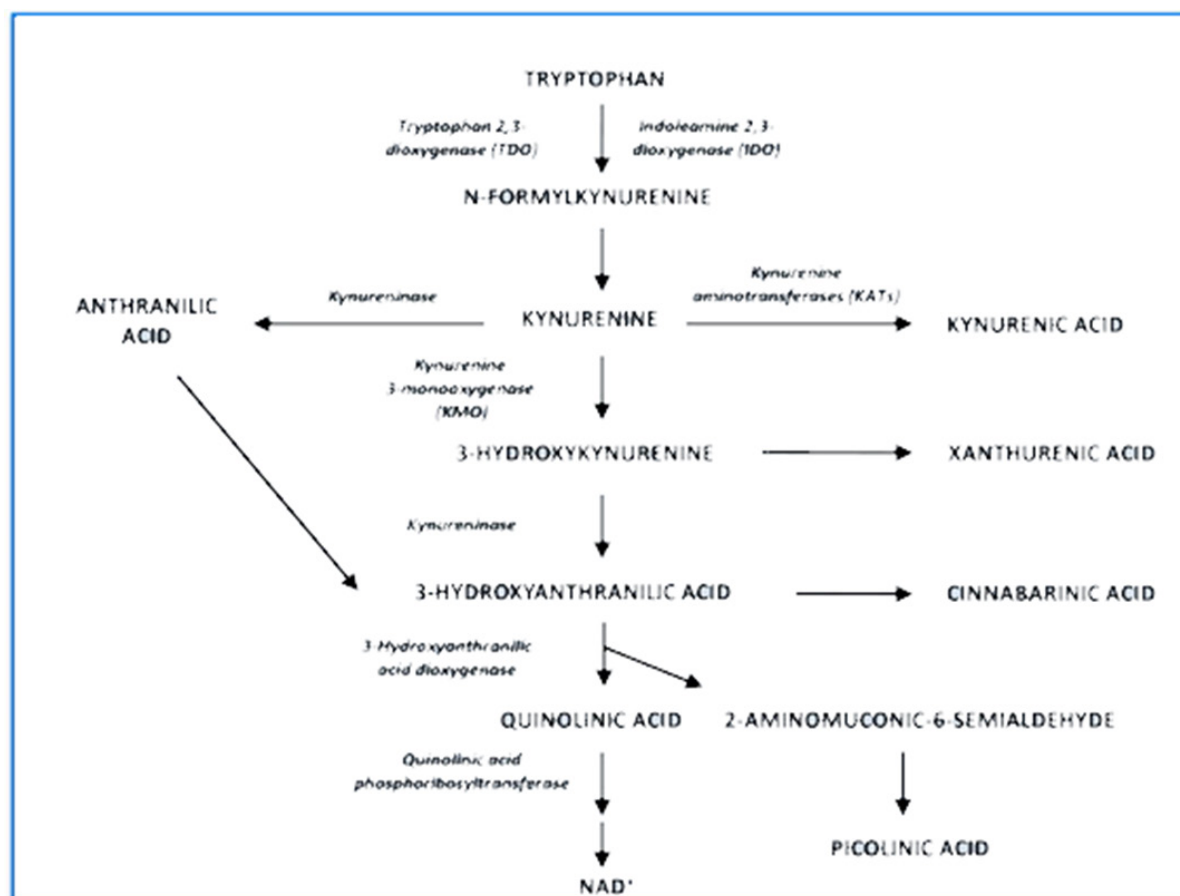 TRYPTOPHAN
Tryptophan 2,3-
dioxygenase (TDO)
Indoleamine 2,3-
dioxygenase (IDO)
N-FORMYLKYNURENINE
Kynureninase
Kynurenine
aminotransferases (KATs)
ANTHRANILIC
ACID
KYNURENINE
KYNURENIC ACID
Kynurenine
3-monooxygenase
(KMO)
3-HYDROXYKYNURENINE
XANTHURENIC ACID
Kynureninase
3-HYDROXYANTHRANILIC ACID
CINNABARINIC ACID
3-Hydroxyanthranilic
acid dioxygenase
QUINOLINIC ACID
2-AMINOMUCONIC-6-SEMIALDEHYDE
Quinolinic acid
phosphoribosyltransferase
PICOLINIC ACID
NAD⁺